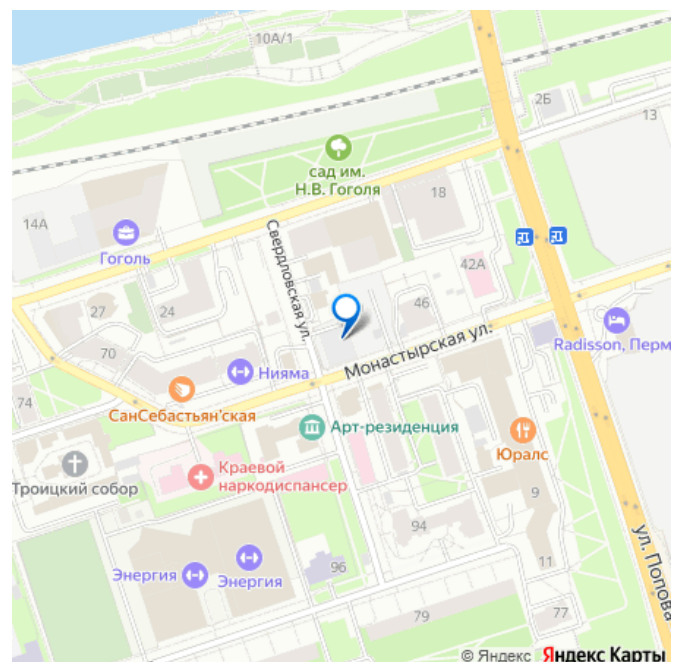 10А/1
2Б
13
сад им.
Н.В. Гоголя
18
14А
Гоголь
Свердловская ул.
42А
27
24
46
Radisson, Перм
70
Монастырская ул.
Нияма
74
СанСебастьян'ская
Арт-резиденция
Юралс
Троицкий собор
Краевой
наркодиспансер
9
94
ул. Попова
Энергия
Энергия
96
11
79
77
© Яндекс Яндекс Карты